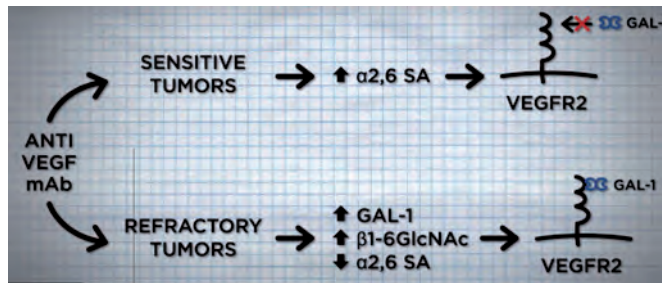 ANTI
VEGF
mAb
SENSITIVE
TUMORS
α2,6 SA
GAL-
VEGFR2
REFRACTORY
TUMORS
GAL-1
β1-6GlcNAc
α2,6 SA
GAL-1
VEGFR2